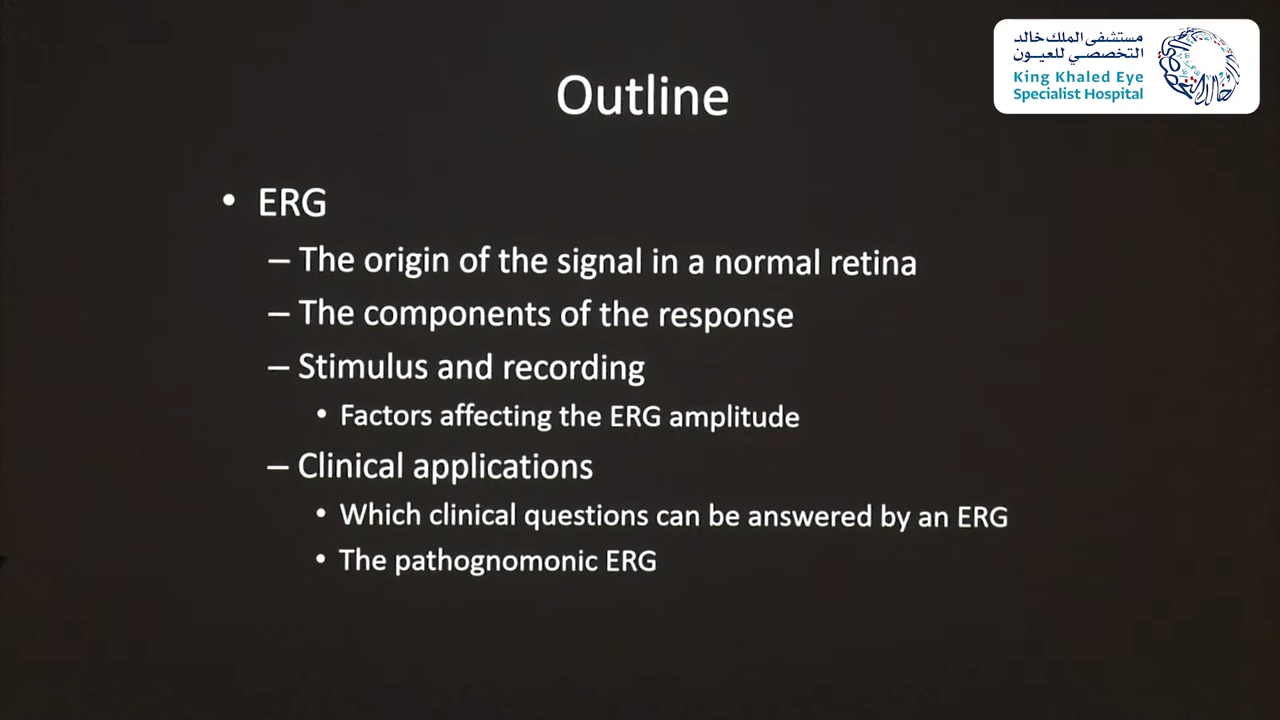 مستشفى الملك خالد
التخصصي للعيون
King Khaled Eye
Specialist Hospital
Outline
• ERG
– The origin of the signal in a normal retina
– The components of the response
– Stimulus and recording
• Factors affecting the ERG amplitude
– Clinical applications
• Which clinical questions can be answered by an ERG
• The pathognomonic ERG